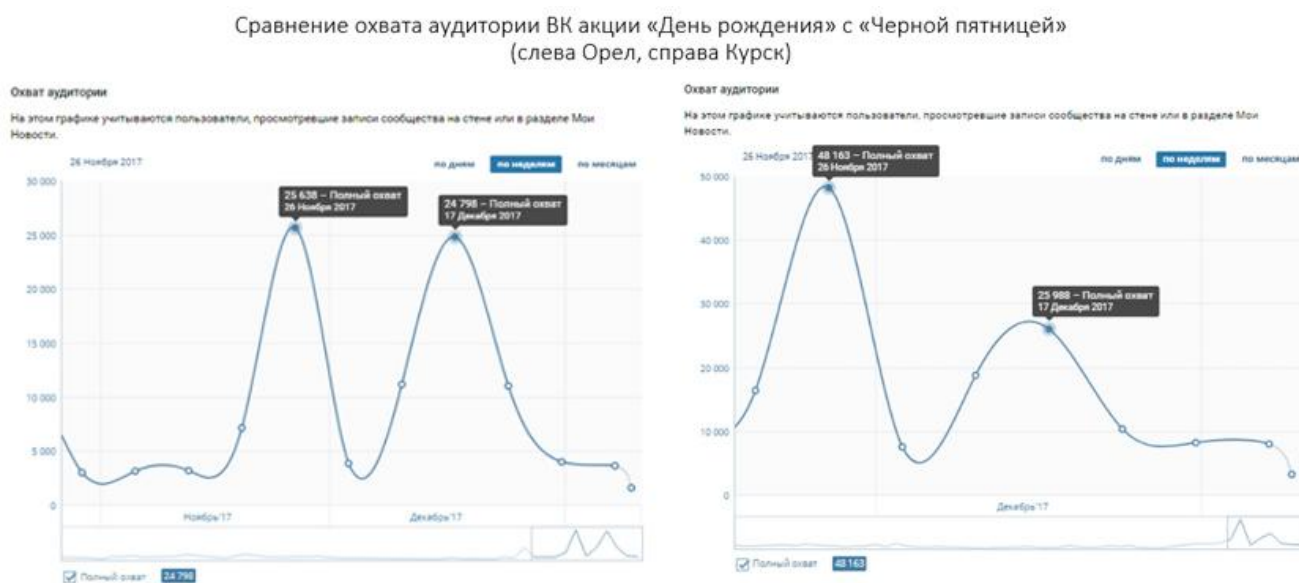 Сравнение охвата аудитории ВК акции «День рождения» с «Черной пятницей»
(слева Орел, справа Курск)
Охват аудитории
На этом графике учитываются пользователи, просмотревшие записи сообщества на стене или в разделе Мои
Новости.
26 Ноября 2017
по дням
по неделям
по месяцам
30 000
25 000
20 000
15 000
10 000
5 000
0
25 638 – Полный охват
26 Ноября 2017
24 798 – Полный охват
17 Декабря 2017
Ноябрь'17
Декабрь'17
Полный охват 24 798
Охват аудитории
На этом графике учитываются пользователи, просмотревшие записи сообщества на стене или в разделе Мои
Новости.
26 Ноября 2017
по дням
по неделям
по месяцам
50 000
40 000
30 000
20 000
10 000
0
48 163 – Полный охват
26 Ноября 2017
25 988 – Полный охват
17 Декабря 2017
Декабрь'17
Полный охват 48 163